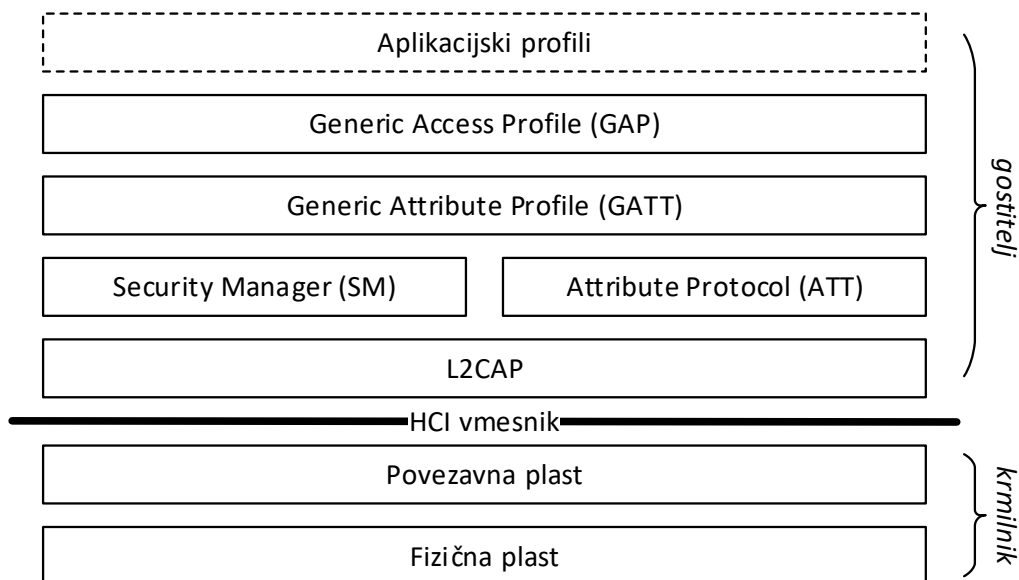 Aplikacijski profili
Generic Access Profile (GAP)
Generic Attribute Profile (GATT)
Security Manager (SM)
Attribute Protocol (ATT)
L2CAP
gostitelj
HCI vmesnik
Povezavna plast
Fizična plast
krmilnik